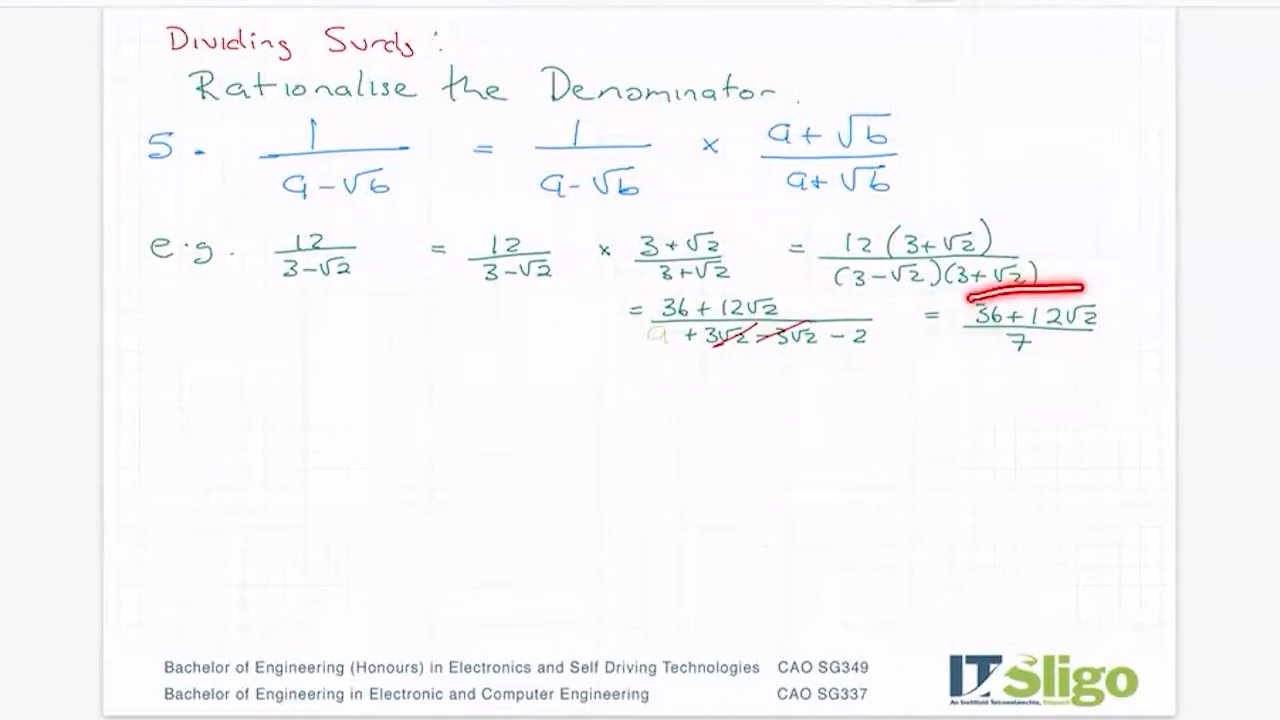 Dividing Surds:
Rationalise the Denominator.
5. 1/(a-√b) = 1/(a-√b) × (a+√b)/(a+√b)
e.g. 12/(3-√2) = 12/(3-√2) × (3+√2)/(3+√2) = 12(3+√2)/(3-√2)(3+√2)
= (36+12√2)/(9+3√2-3√2-2) = (36+12√2)/7
Bachelor of Engineering (Honours) in Electronics and Self Driving Technologies CAO SG349
Bachelor of Engineering in Electronic and Computer Engineering CAO SG337
IT Sligo